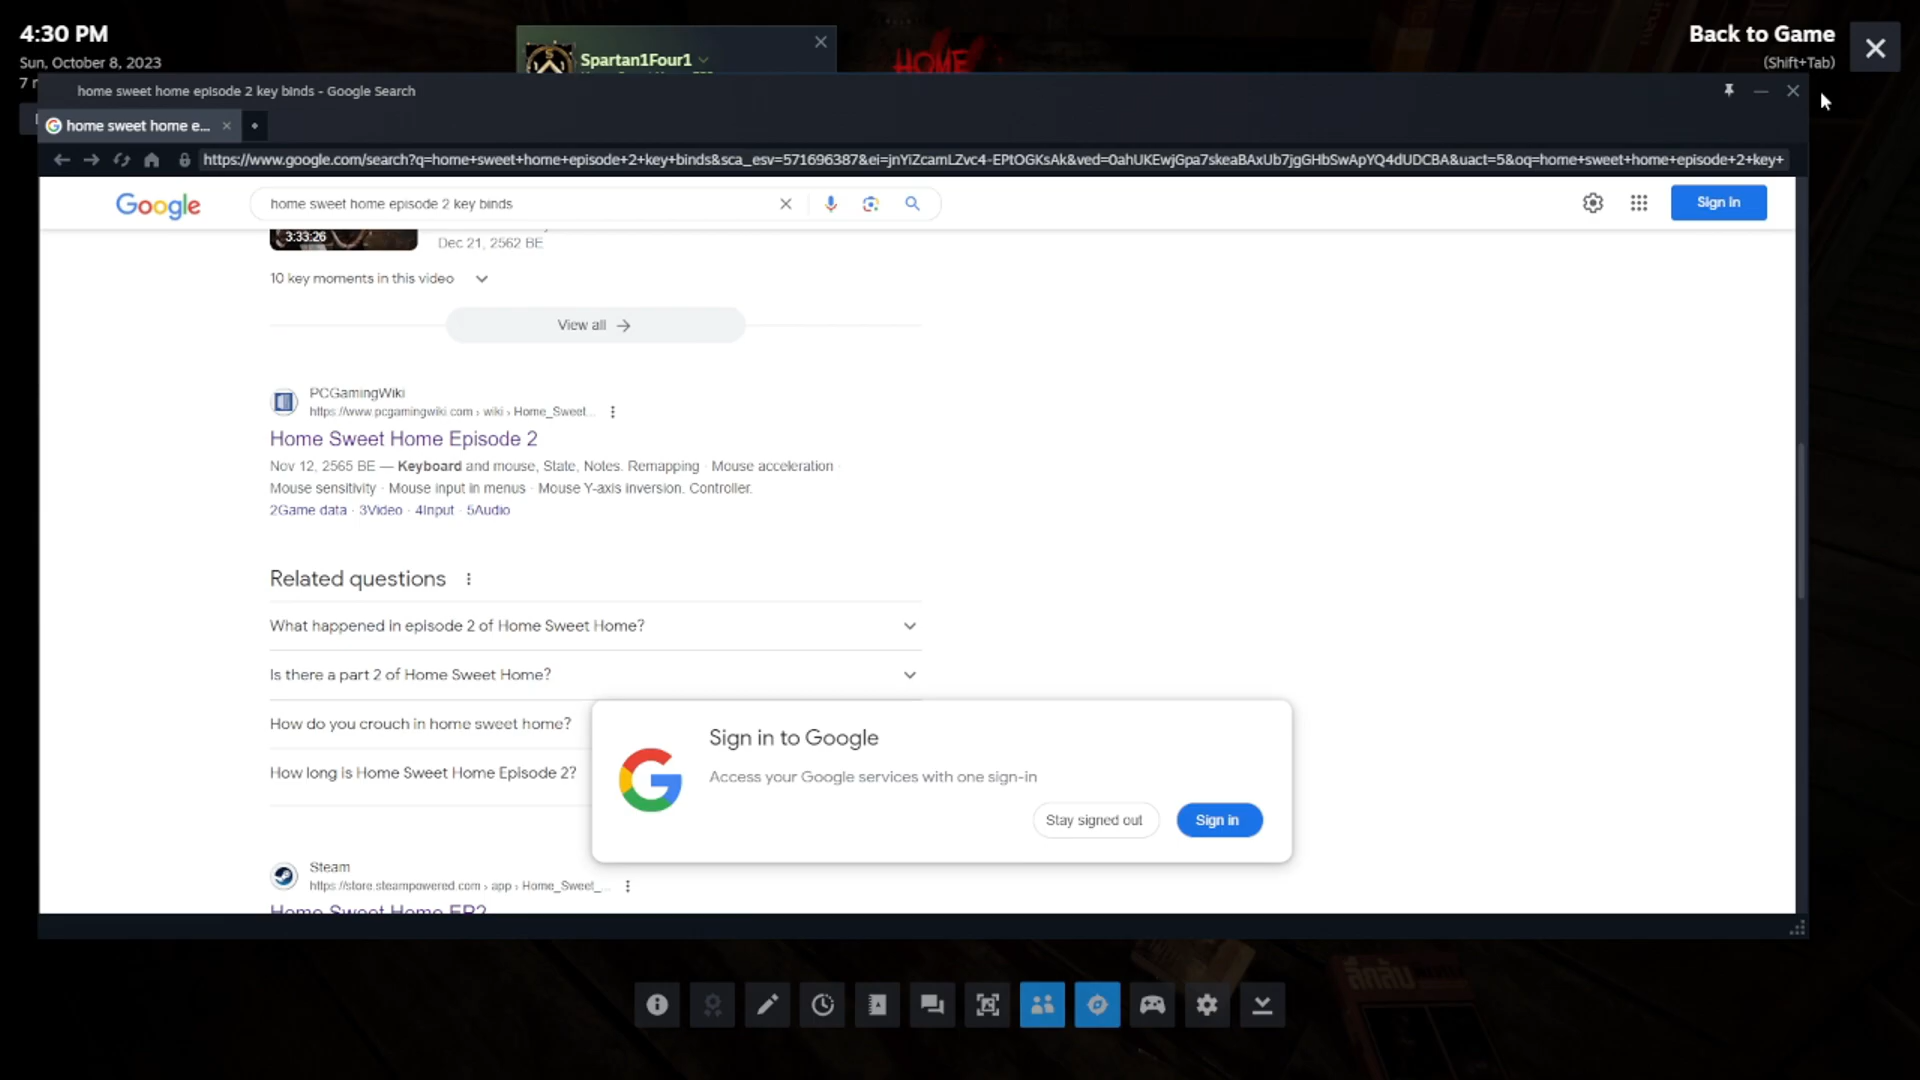 4:30 PM
Sun, October 8, 2023
7
Spartan1Four1
HOME
Back to Game
(Shift+Tab)
home sweet home episode 2 key binds - Google Search
home sweet home e...
https://www.google.com/search?q=home+sweet+home+episode+2+key+binds&sca_esv=571696387&ei=jnYiZcamLZvc4-EPtOGKsAk&ved=0ahUKEwjGpa7skeaBAxUb7jgGHbSwApYQ4dUDCBA&uact=5&oq=home+sweet+home+episode+2+key+
Google
home sweet home episode 2 key binds
Sign in
3:33:26
Dec 21, 2562 BE
10 key moments in this video
View all
PCGamingWiki
https://www.pcgamingwiki.com › wiki › Home_Sweet...
Home Sweet Home Episode 2
Nov 12, 2565 BE — Keyboard and mouse, State, Notes. Remapping · Mouse acceleration ·
Mouse sensitivity · Mouse input in menus · Mouse Y-axis inversion. Controller.
2Game data · 3Video · 4Input · 5Audio
Related questions
What happened in episode 2 of Home Sweet Home?
Is there a part 2 of Home Sweet Home?
How do you crouch in home sweet home?
How long is Home Sweet Home Episode 2?
Sign in to Google
Access your Google services with one sign-in
Stay signed out
Sign in
Steam
https://store.steampowered.com › app › Home_Sweet_...
Home Sweet Home EP2